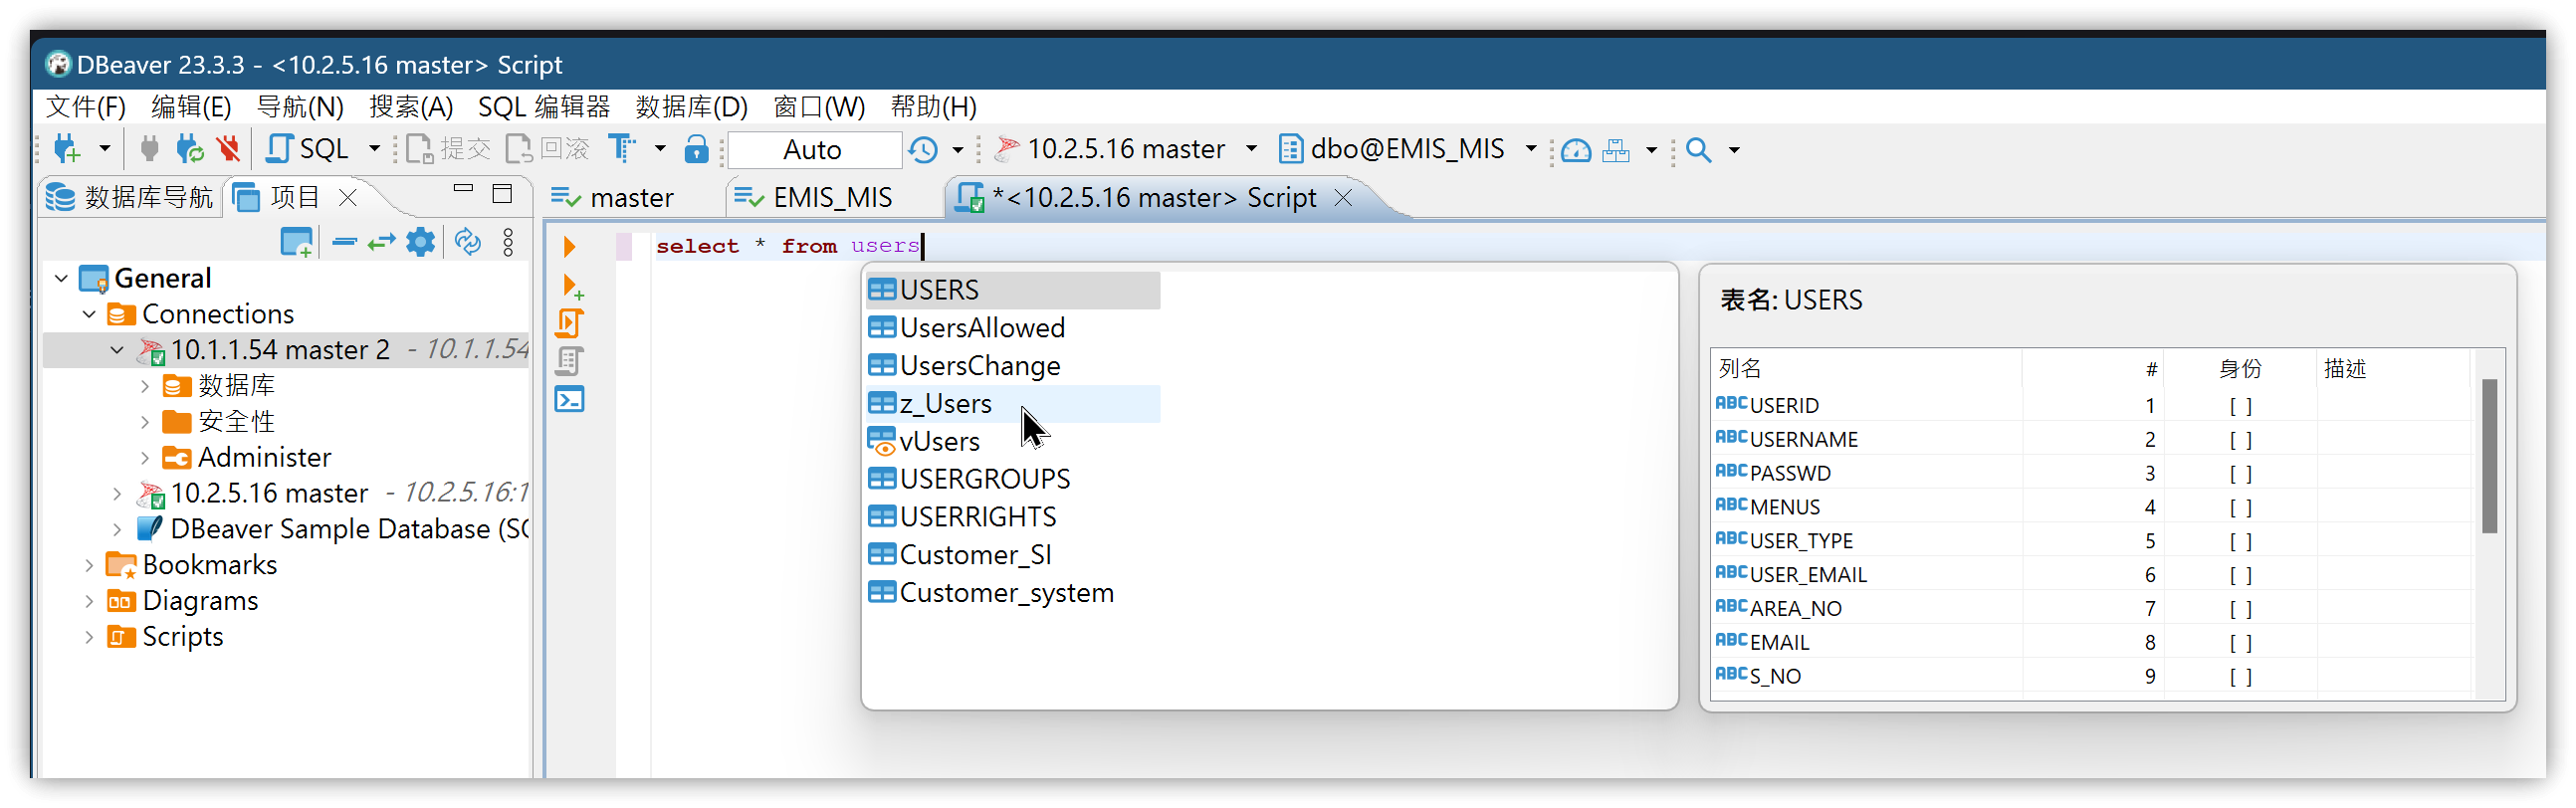 DBeaver 23.3.3 - <10.2.5.16 master> Script
文件(F) 编辑(E) 导航(N) 搜索(A) SQL 编辑器 数据库(D) 窗口(W) 帮助(H)
SQL 提交 回滚 Auto 10.2.5.16 master dbo@EMIS_MIS
数据库导航 项目 master EMIS_MIS *<10.2.5.16 master> Script
General
Connections
10.1.1.54 master 2 - 10.1.1.54
数据库
安全性
Administer
10.2.5.16 master - 10.2.5.16:1
DBeaver Sample Database (SQ
Bookmarks
Diagrams
Scripts
select * from users
USERS
UsersAllowed
UsersChange
z_Users
vUsers
USERGROUPS
USERRIGHTS
Customer_SI
Customer_system
表名: USERS
列名 # 身份 描述
ABC USERID 1 [ ]
ABC USERNAME 2 [ ]
ABC PASSWD 3 [ ]
ABC MENUS 4 [ ]
ABC USER_TYPE 5 [ ]
ABC USER_EMAIL 6 [ ]
ABC AREA_NO 7 [ ]
ABC EMAIL 8 [ ]
ABC S_NO 9 [ ]